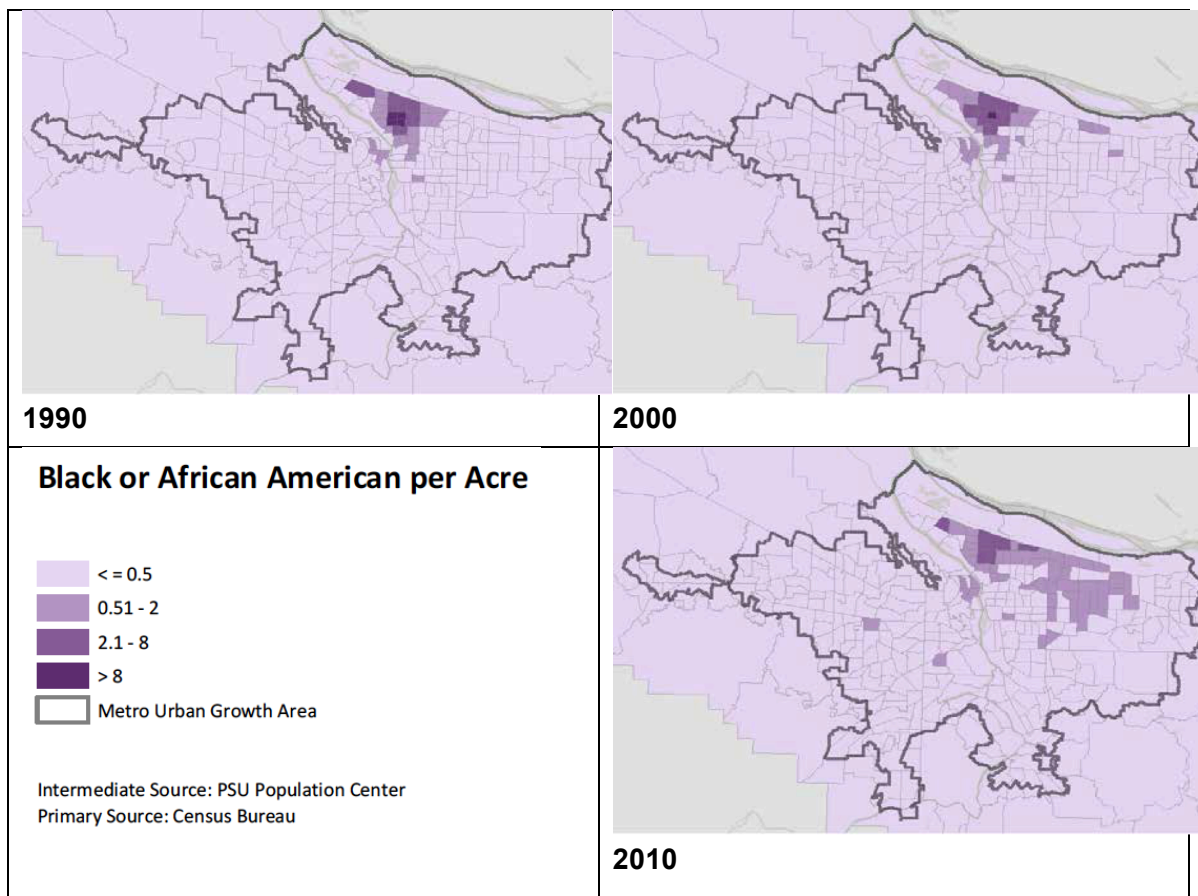 1990
2000
Black or African American per Acre
< = 0.5
0.51 - 2
2.1 - 8
> 8
Metro Urban Growth Area
Intermediate Source: PSU Population Center
Primary Source: Census Bureau
2010